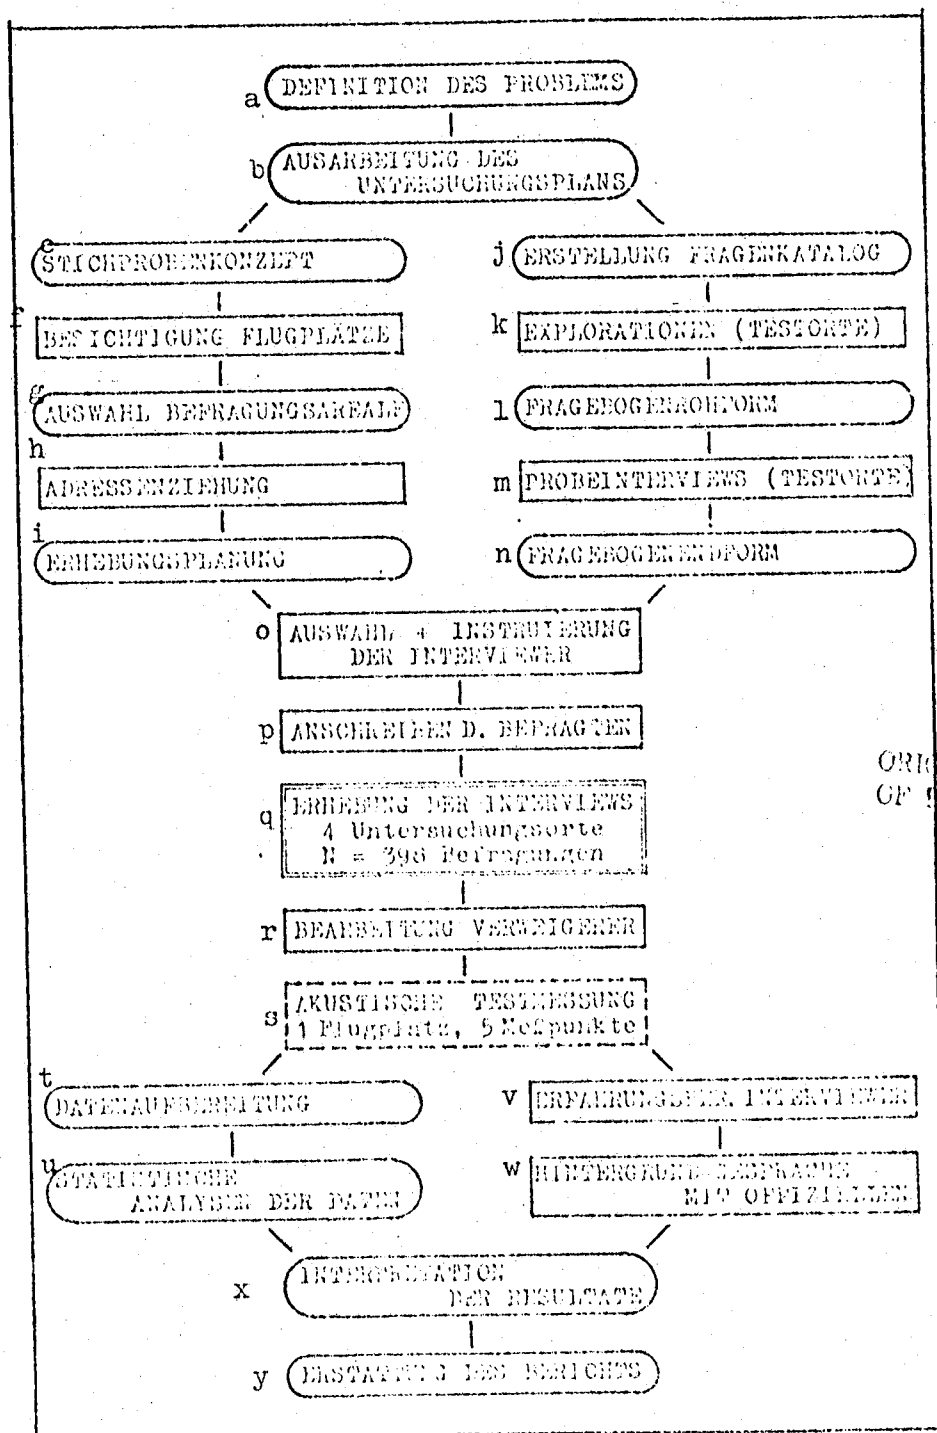 a DEFINITION DES PROBLEMS
b AUSARBEITUNG DES
UNTERSUCHUNGSPLANS
e STICHPROBENKONZEPT
f BESICHTIGUNG FLUGPLÄTZE
g AUSWAHL BEFRAGUNGSAREALE
h ADRESSENZIEHUNG
i ERHEBUNGSPLANUNG
j ERSTELLUNG FRAGENKATALOG
k EXPLORATIONEN (TESTORTE)
l FRAGEBOGENROHFORM
m PROBEINTERVIEWS (TESTORTE)
n FRAGEBOGENENDFORM
o AUSWAHL + INSTRUIERUNG
DER INTERVIEWER
p ANSCHREIBEN D. BEFRAGTEN
q ERHEBUNG DER INTERVIEWS
4 Untersuchungsorte
N = 398 Befragungen
r BEARBEITUNG VERWEIGERER
s AKUSTISCHE TESTMESSUNG
1 Flugplatz, 5 Meßpunkte
t DATENAUFBEREITUNG
u STATISTISCHE
ANALYSEN DER DATEN
v ERFAHRUNGSBER. INTERVIEWER
w HINTERGRUND-GESPRÄCHE
MIT OFFIZIELLEN
x INTERPRETATION
DER RESULTATE
y ERSTATTUNG DES BERICHTS
OF